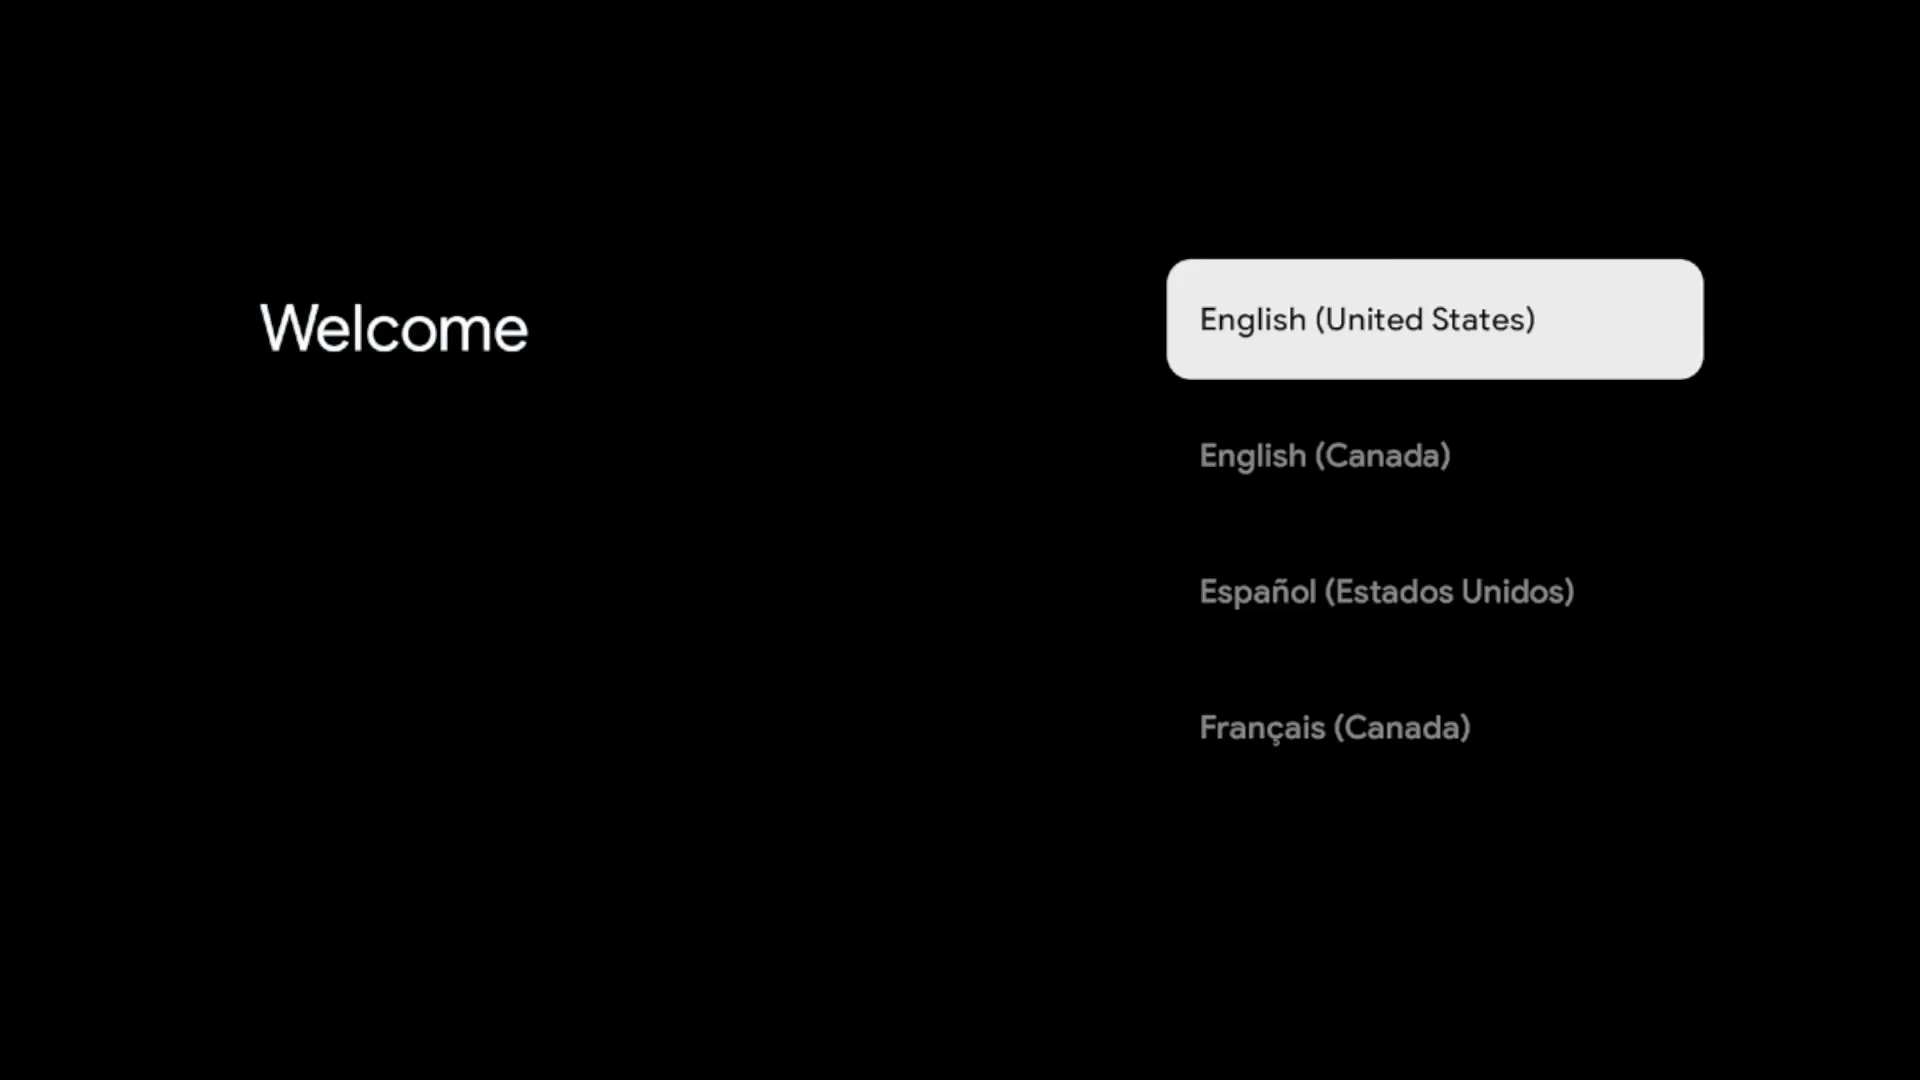 Welcome
English (United States)
English (Canada)
Español (Estados Unidos)
Français (Canada)